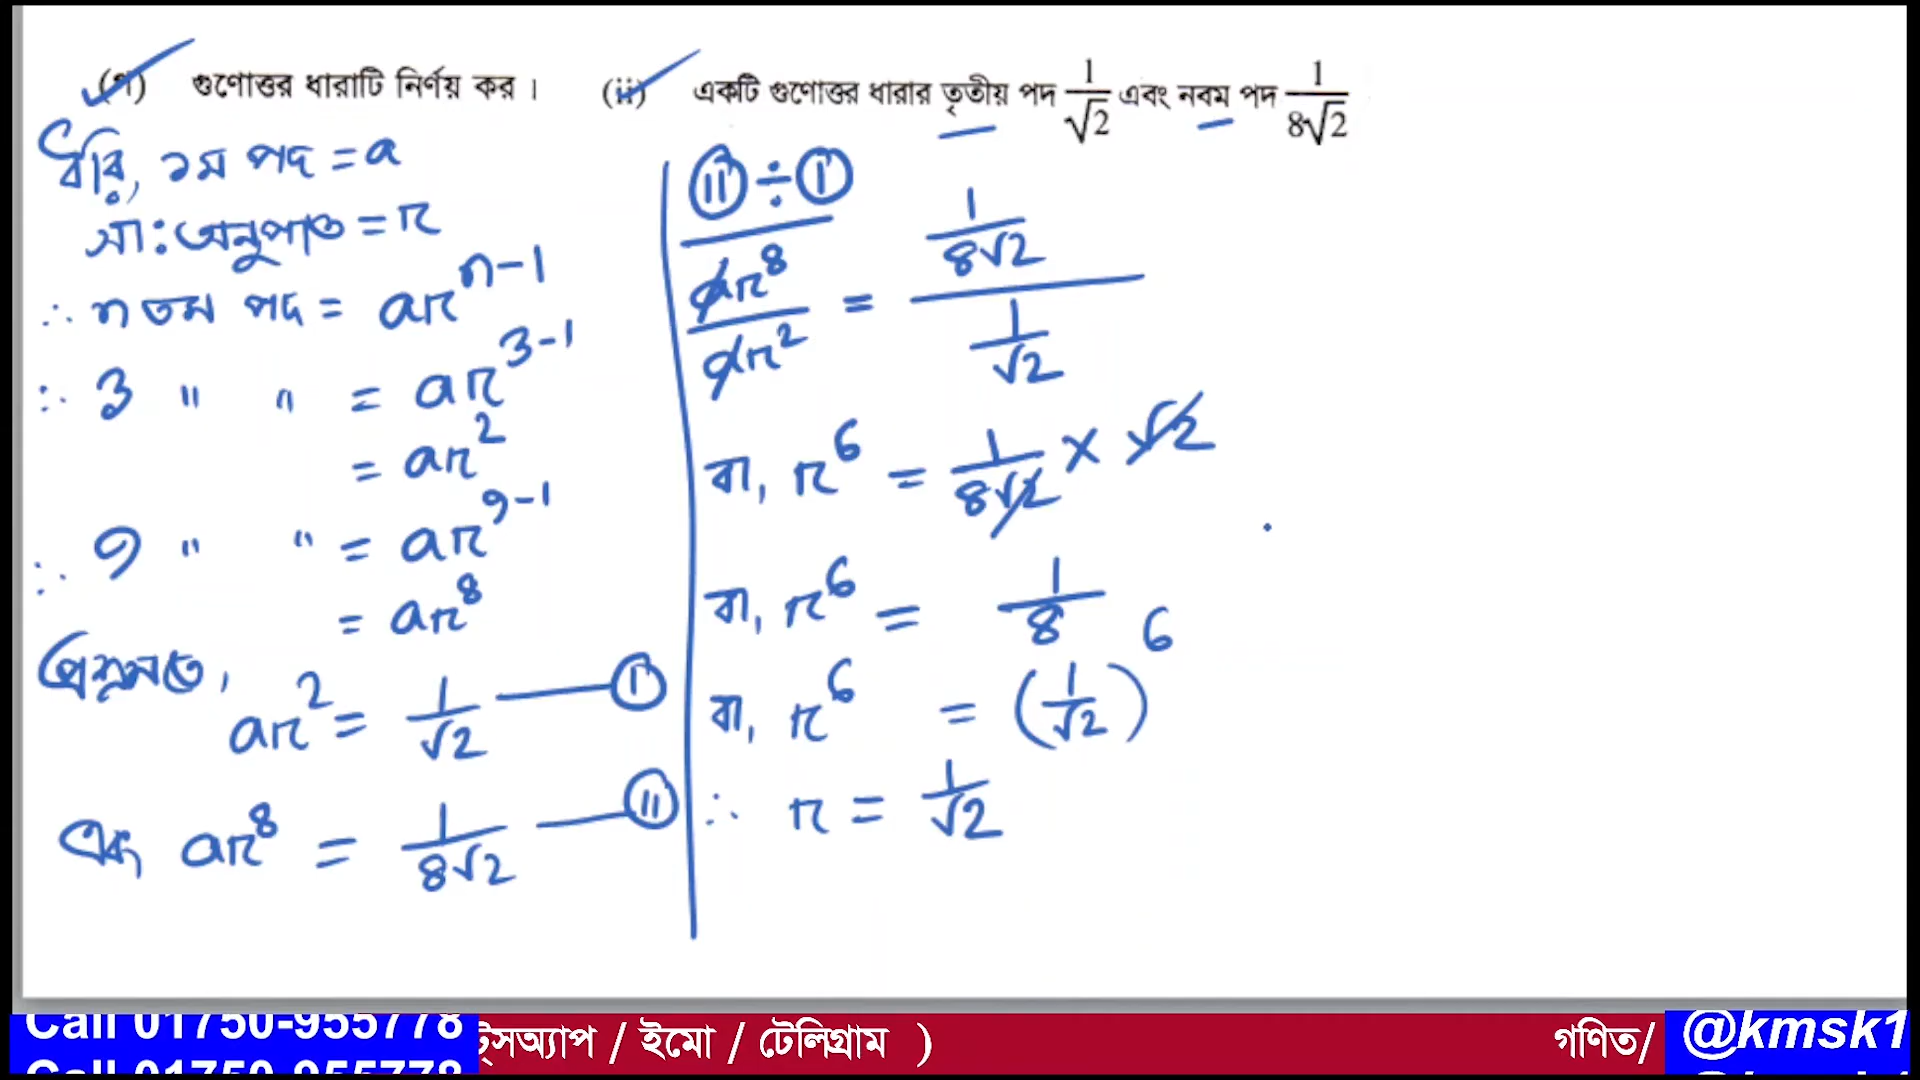 (গ) গুণোত্তর ধারাটি নির্ণয় কর। (ii) একটি গুণোত্তর ধারার তৃতীয় পদ 1/√2 এবং নবম পদ 1/8√2
ধরি, ১ম পদ = a
সা: অনুপাত = r
∴ n তম পদ = ar^(n-1)
∴ 3 " " = ar^(3-1)
= ar^2
∴ 9 " " = ar^(9-1)
= ar^8
প্রশ্নমতে,
ar^2 = 1/√2 —— (i)
এবং ar^8 = 1/8√2 —— (ii)
(ii) ÷ (i)
ar^8/ar^2 = (1/8√2)/(1/√2)
বা, r^6 = 1/8√2 × √2
বা, r^6 = 1/8
বা, r^6 = (1/√2)^6
∴ r = 1/√2
Call 01750-955778
ট্সঅ্যাপ / ইমো / টেলিগ্রাম )
গণিত/
@kmsk1